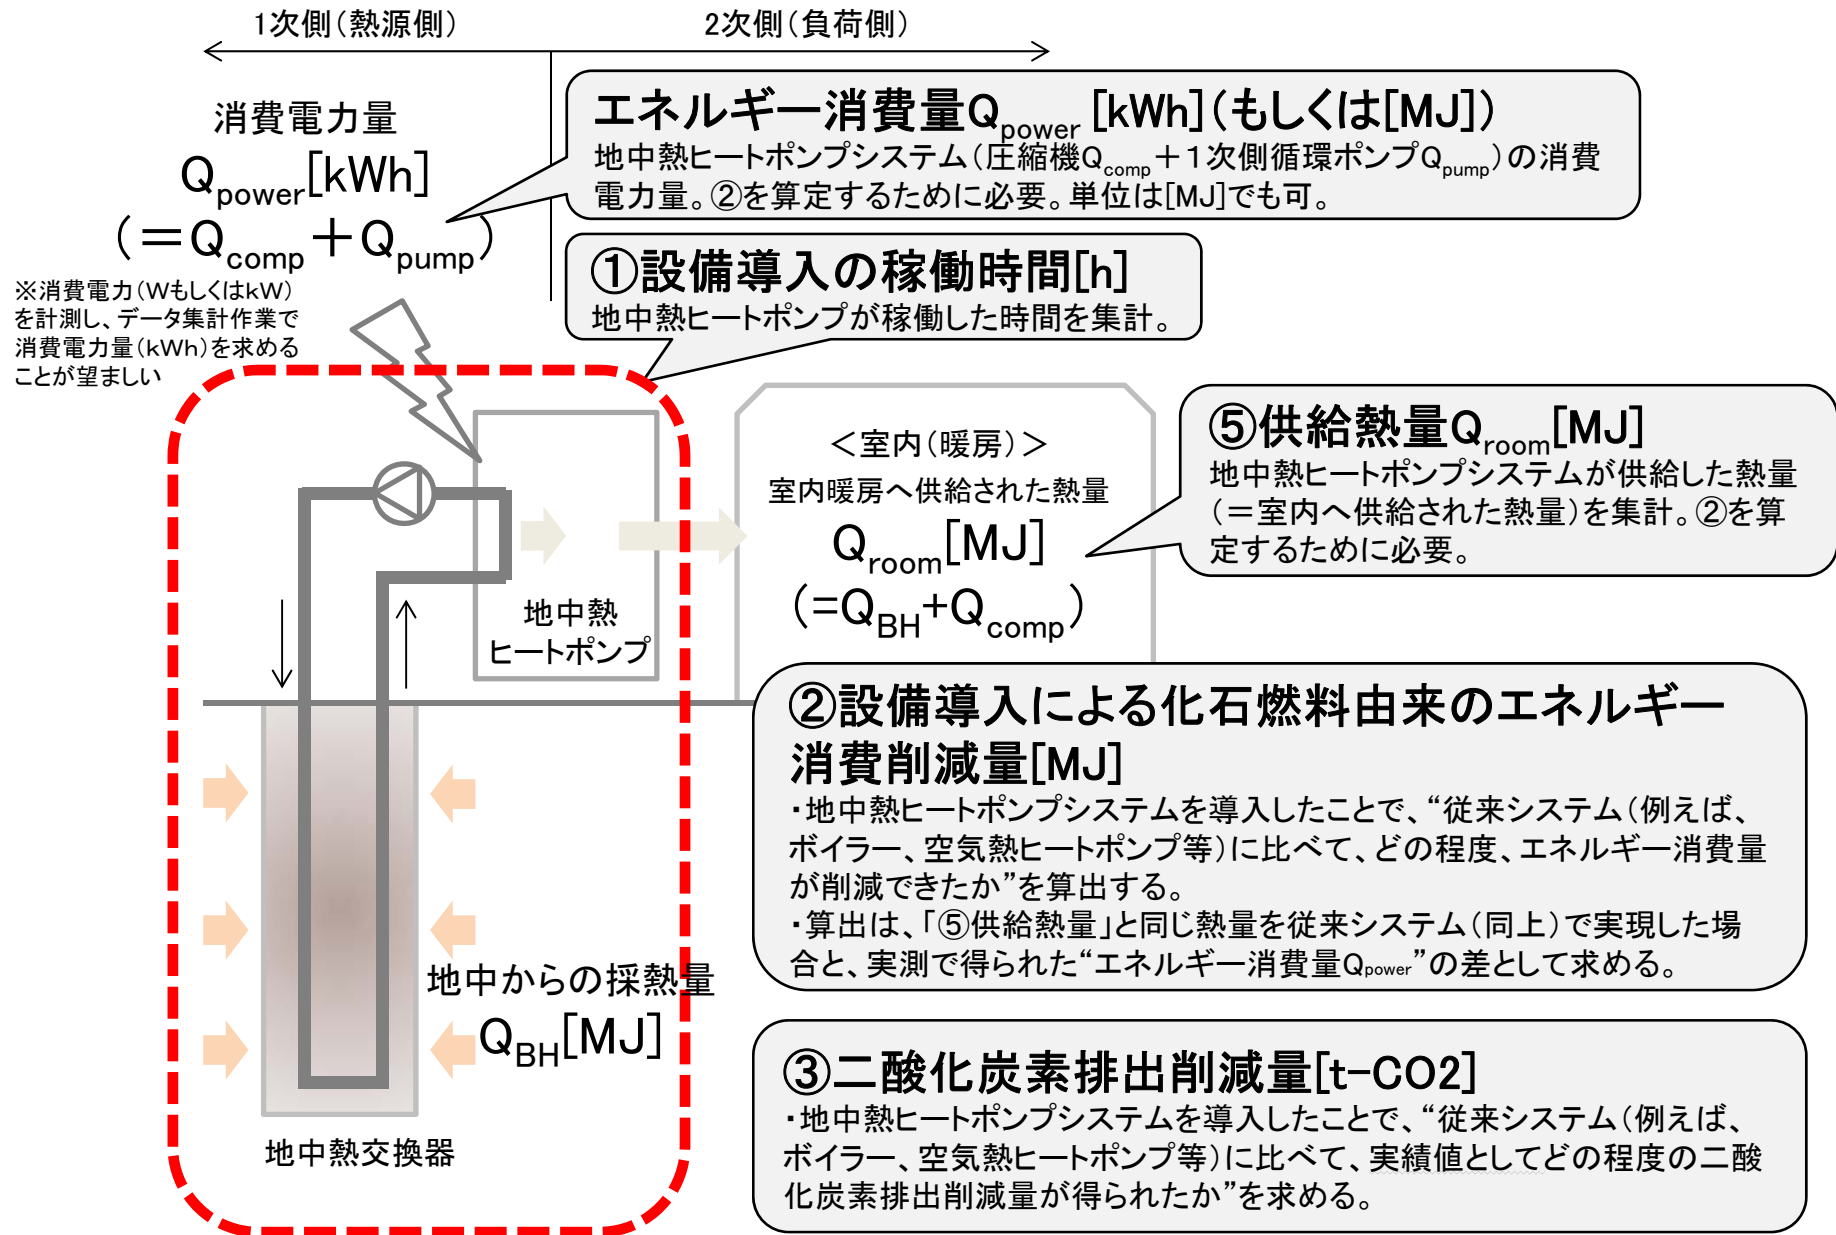 1次側(熱源側)
2次側(負荷側)
消費電力量
Qpower[kWh]
(=Qcomp+Qpump)
※消費電力(WもしくはkW)
を計測し、データ集計作業で
消費電力量(kWh)を求める
ことが望ましい
エネルギー消費量Qpower [kWh](もしくは[MJ])
地中熱ヒートポンプシステム(圧縮機Qcomp+1次側循環ポンプQpump)の消費
電力量。②を算定するために必要。単位は[MJ]でも可。
①設備導入の稼働時間[h]
地中熱ヒートポンプが稼働した時間を集計。
<室内(暖房)>
室内暖房へ供給された熱量
Qroom[MJ]
(=QBH+Qcomp)
⑤供給熱量Qroom[MJ]
地中熱ヒートポンプシステムが供給した熱量
(=室内へ供給された熱量)を集計。②を算
定するために必要。
地中熱
ヒートポンプ
②設備導入による化石燃料由来のエネルギー
消費削減量[MJ]
・地中熱ヒートポンプシステムを導入したことで、“従来システム(例えば、
ボイラー、空気熱ヒートポンプ等)に比べて、どの程度、エネルギー消費量
が削減できたか”を算出する。
・算出は、「⑤供給熱量」と同じ熱量を従来システム(同上)で実現した場
合と、実測で得られた“エネルギー消費量Qpower”の差として求める。
地中からの採熱量
QBH[MJ]
地中熱交換器
③二酸化炭素排出削減量[t-CO2]
・地中熱ヒートポンプシステムを導入したことで、“従来システム(例えば、
ボイラー、空気熱ヒートポンプ等)に比べて、実績値としてどの程度の二酸
化炭素排出削減量が得られたか”を求める。